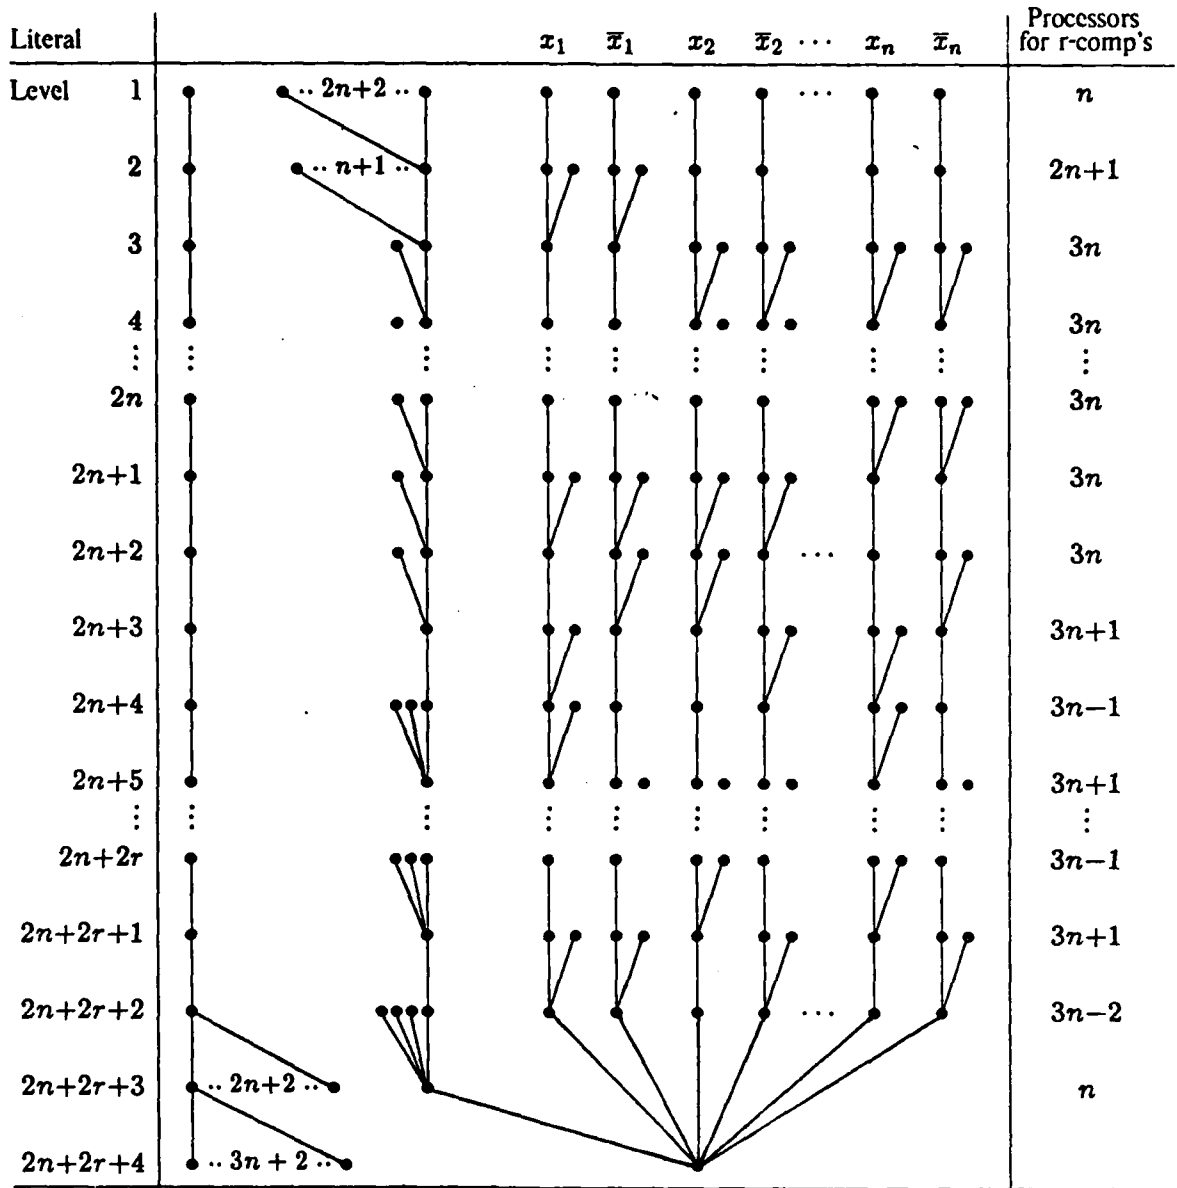 Processors
Literal x₁ x̄₁ x₂ x̄₂ ··· xₙ x̄ₙ for r-comp's
Level 1 ·· 2n+2 ·· ··· n
2 ·· n+1 ·· 2n+1
3 3n
4 3n
⋮ ⋮ ⋮ ⋮ ⋮ ⋮ ⋮ ⋮ ⋮ ⋮
2n 3n
2n+1 3n
2n+2 ··· 3n
2n+3 3n+1
2n+4 3n−1
2n+5 3n+1
⋮ ⋮ ⋮ ⋮ ⋮ ⋮ ⋮ ⋮ ⋮ ⋮
2n+2r 3n−1
2n+2r+1 3n+1
2n+2r+2 ··· 3n−2
2n+2r+3 ·· 2n+2 ·· n
2n+2r+4 ·· 3n + 2 ··